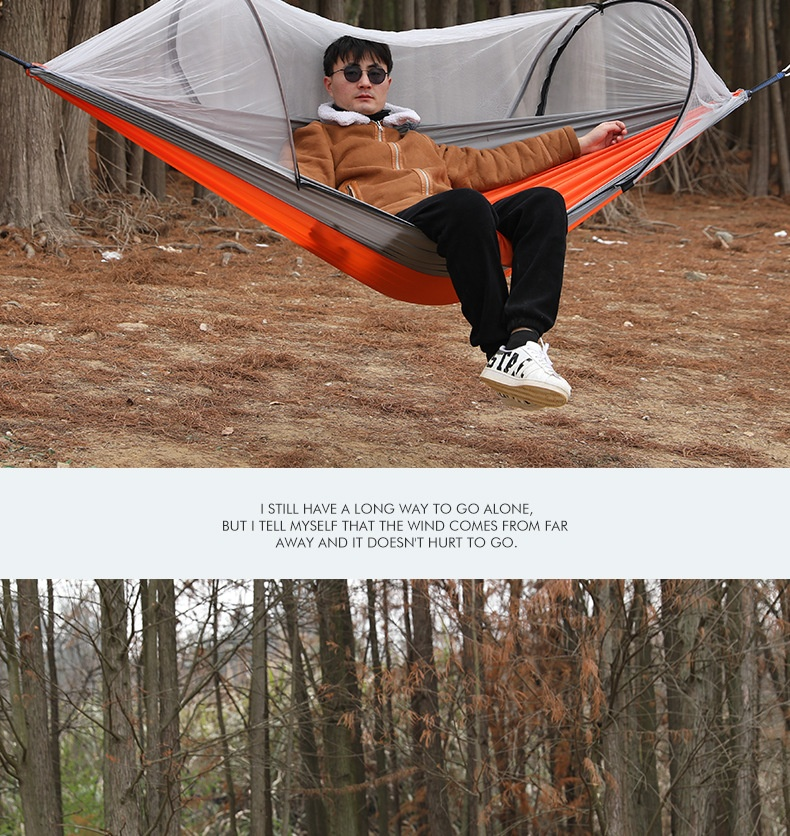 I STILL HAVE A LONG WAY TO GO ALONE,
BUT I TELL MYSELF THAT THE WIND COMES FROM FAR
AWAY AND IT DOESN'T HURT TO GO.